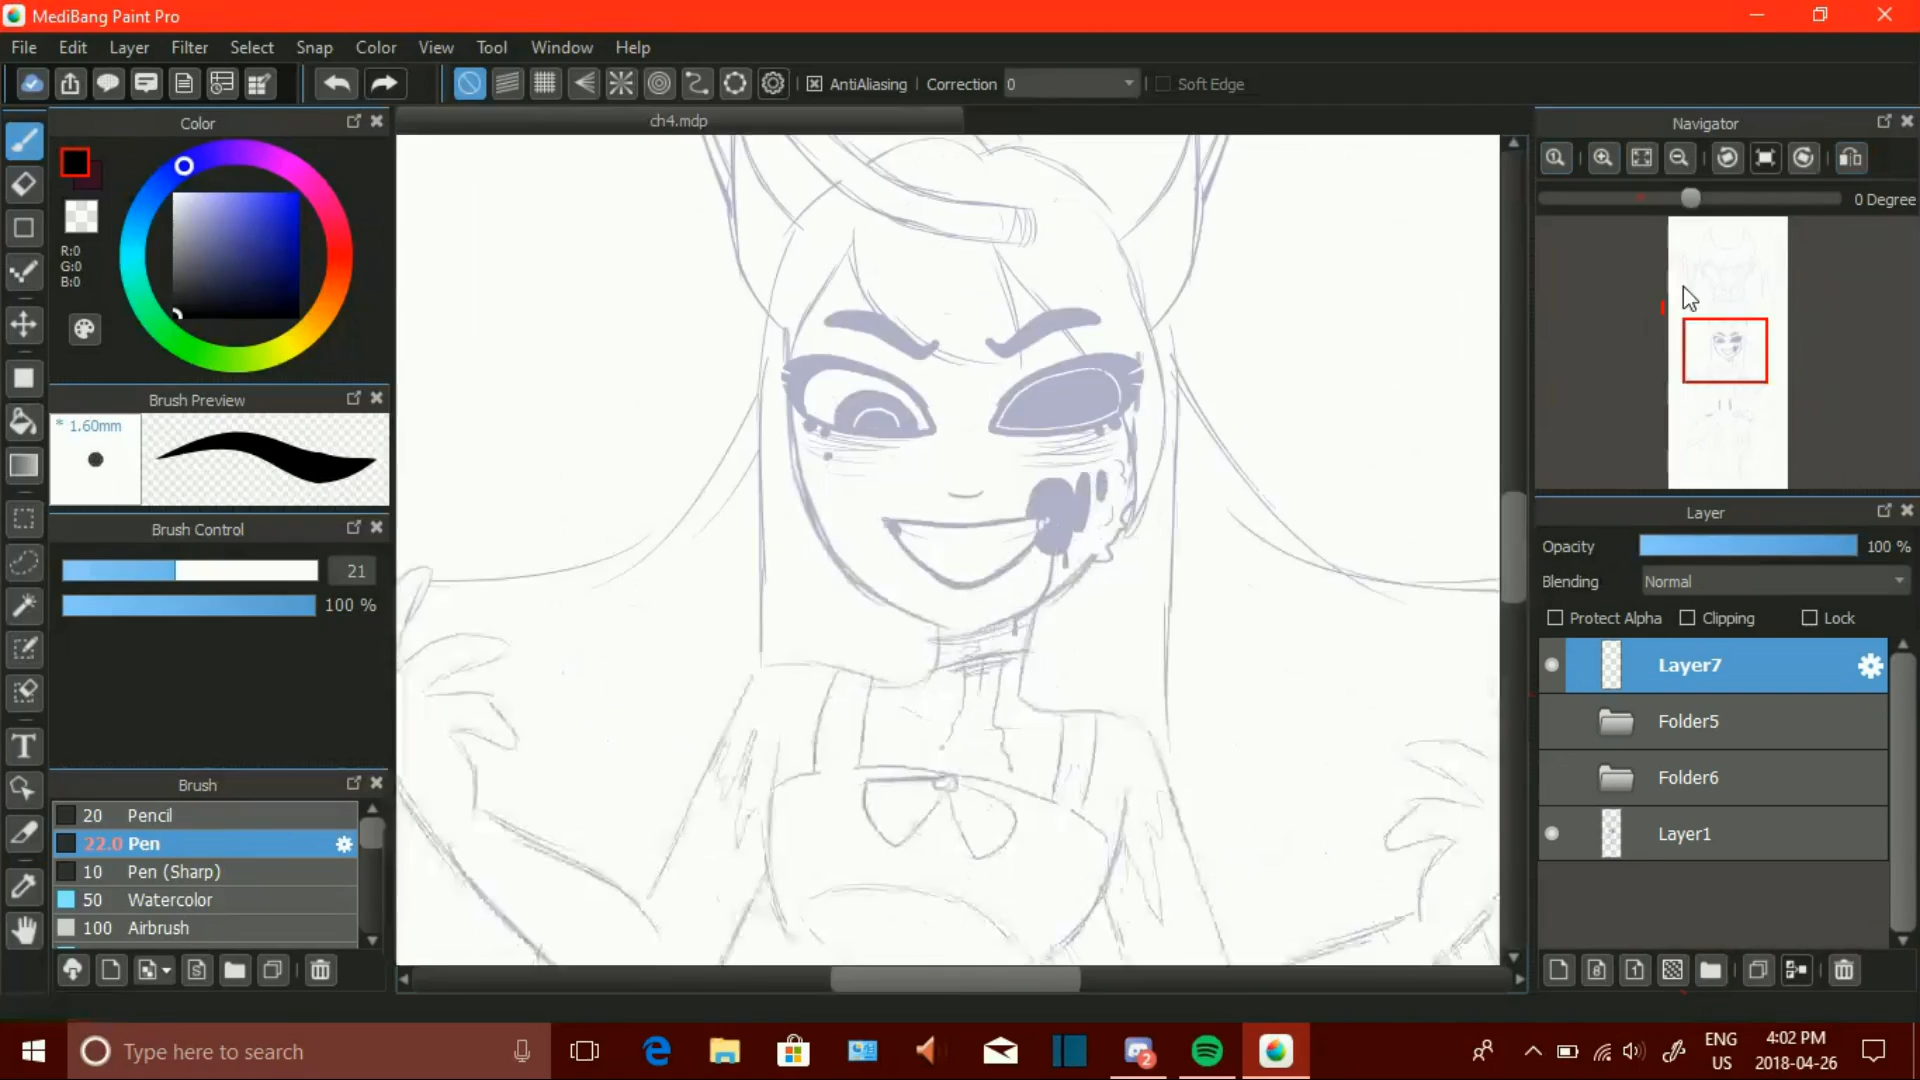 MediBang Paint Pro
File Edit Layer Filter Select Snap Color View Tool Window Help
AntiAliasing Correction 0 Soft Edge
Color
ch4.mdp
Navigator
0 Degree
R:0
G:0
B:0
Brush Preview
* 1.60mm
Brush Control
21
100 %
Layer
Opacity 100 %
Blending Normal
Protect Alpha Clipping Lock
Layer7
Folder5
Folder6
Layer1
Brush
20 Pencil
22.0 Pen
10 Pen (Sharp)
50 Watercolor
100 Airbrush
Type here to search
2
ENG
US
4:02 PM
2018-04-26